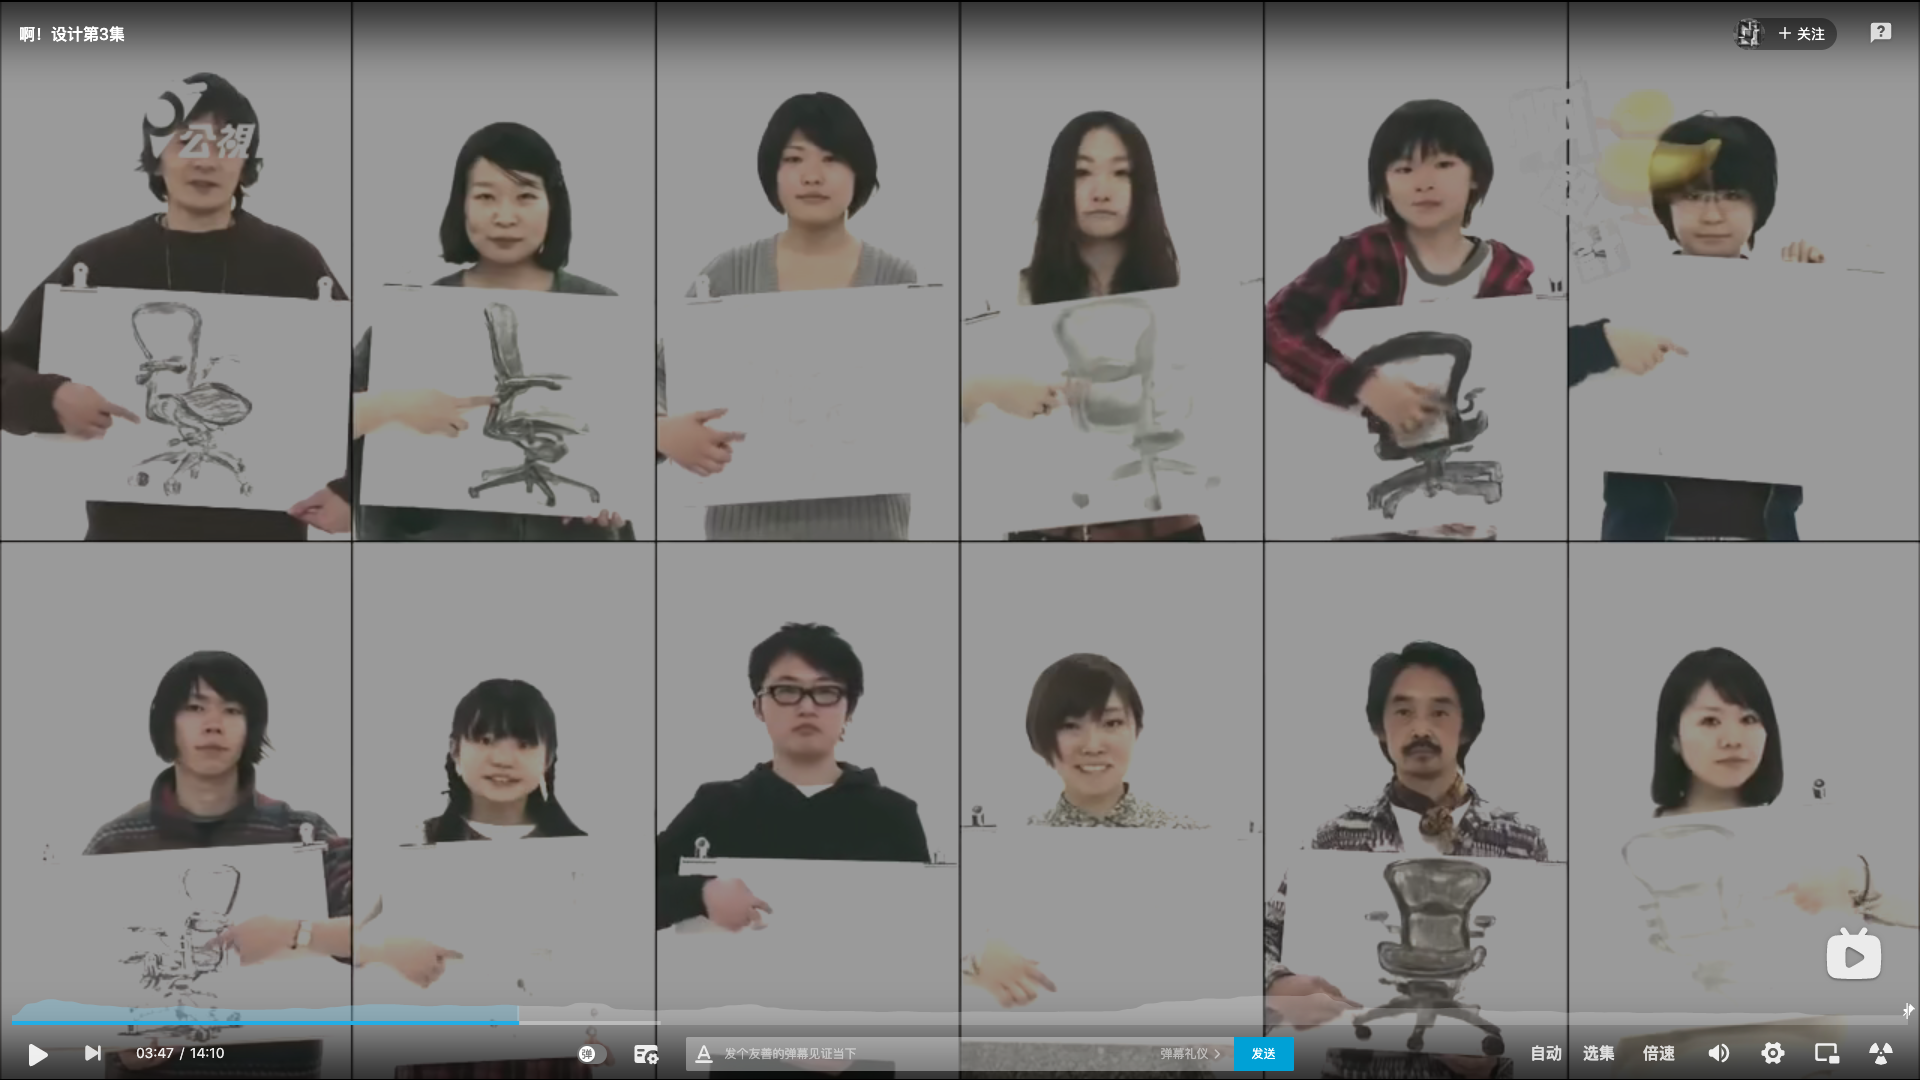 啊！设计第3集
+ 关注
公視
03:47 / 14:10
弹
发个友善的弹幕见证当下
弹幕礼仪 >
发送
自动
选集
倍速